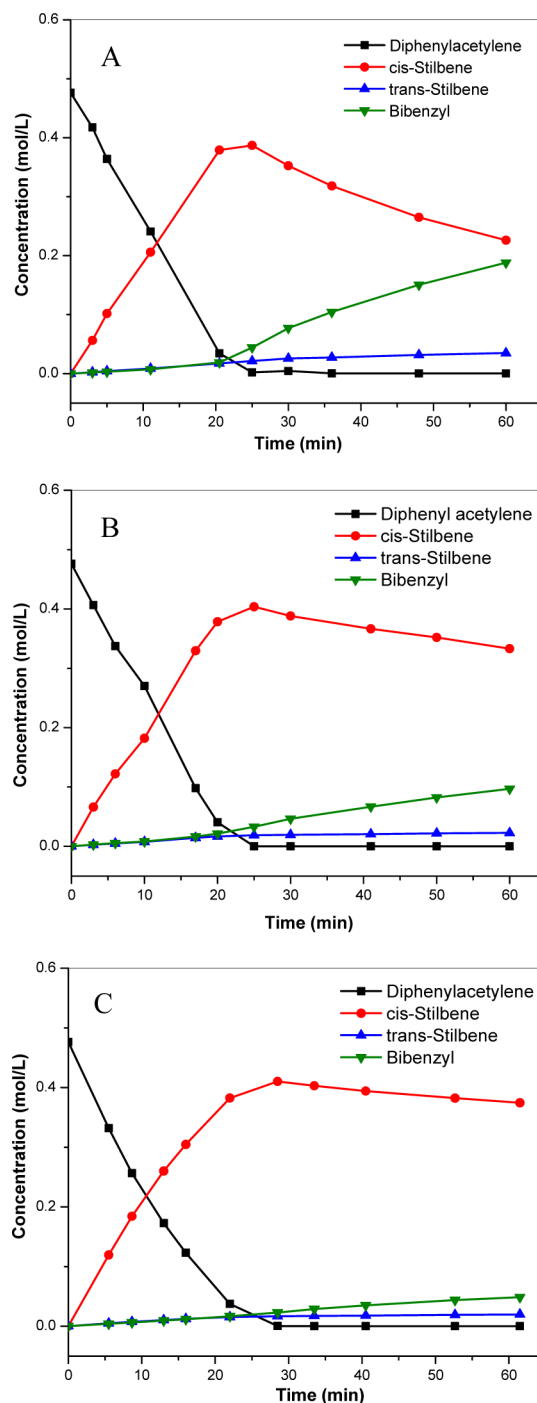 A
Diphenylacetylene
cis-Stilbene
trans-Stilbene
Bibenzyl
Concentration (mol/L)
0.6
0.4
0.2
0.0
0 10 20 30 40 50 60
Time (min)
B
Diphenyl acetylene
cis-Stilbene
trans-Stilbene
Bibenzyl
Concentration (mol/L)
0.6
0.4
0.2
0.0
0 10 20 30 40 50 60
Time (min)
C
Diphenylacetylene
cis-Stilbene
trans-Stilbene
Bibenzyl
Concentration (mol/L)
0.6
0.4
0.2
0.0
0 10 20 30 40 50 60
Time (min)